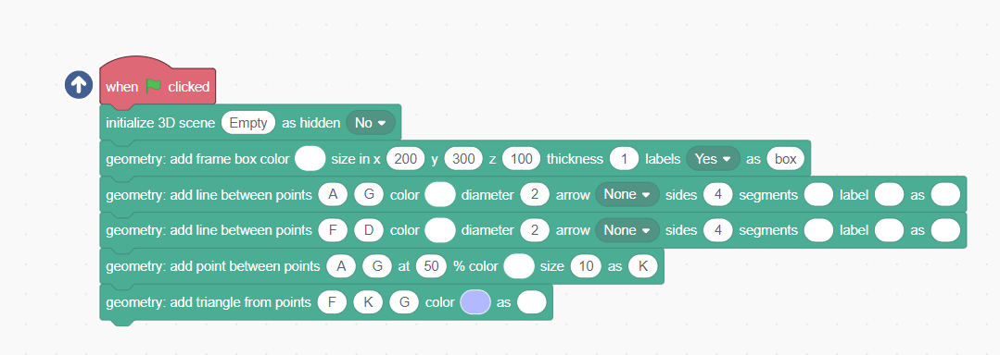 when clicked
initialize 3D scene Empty as hidden No
geometry: add frame box color size in x 200 y 300 z 100 thickness 1 labels Yes as box
geometry: add line between points A G color diameter 2 arrow None sides 4 segments label as
geometry: add line between points F D color diameter 2 arrow None sides 4 segments label as
geometry: add point between points A G at 50 % color size 10 as K
geometry: add triangle from points F K G color as